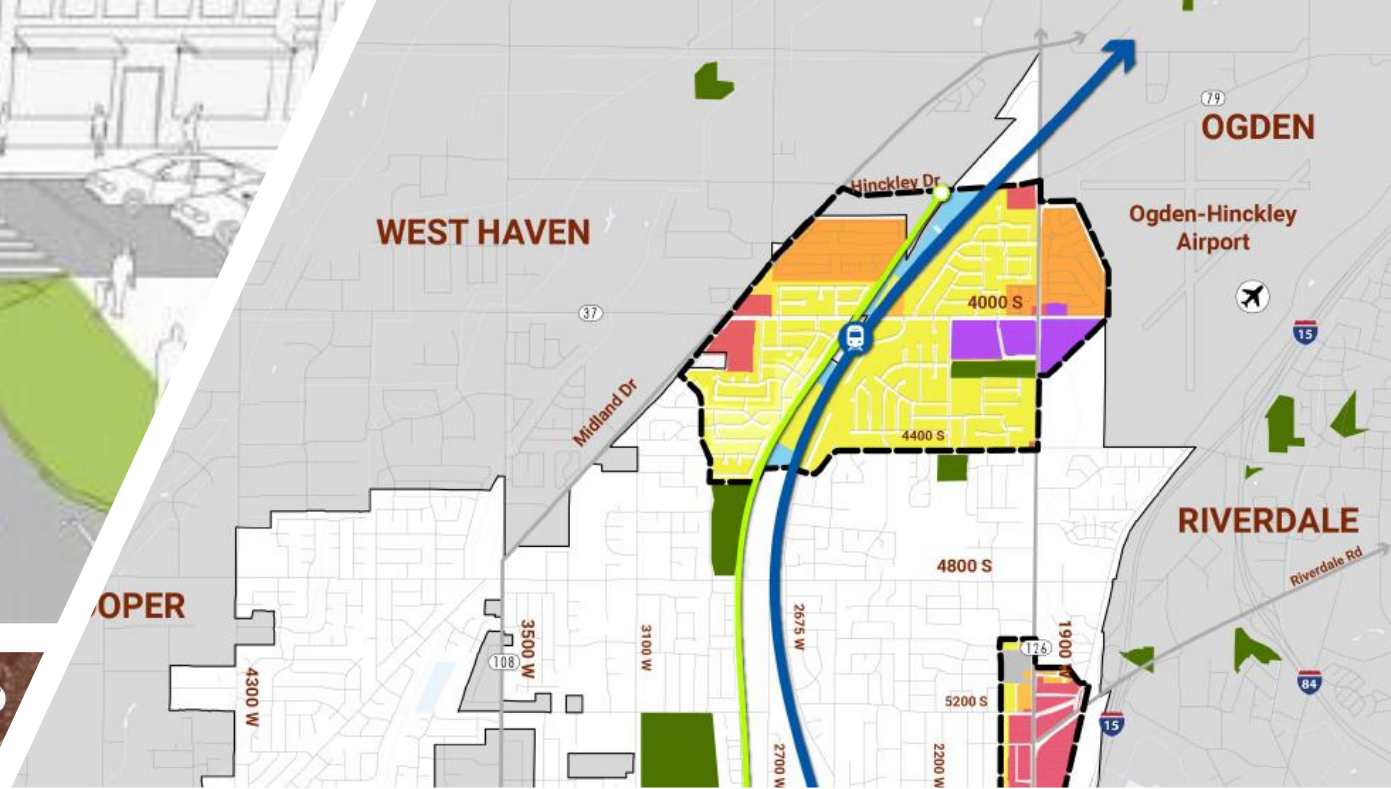 79
OGDEN
Hinckley Dr
WEST HAVEN
Ogden-Hinckley
Airport
37
4000 S
15
Midland Dr
4400 S
RIVERDALE
Riverdale Rd
4800 S
OOPER
3500 W
3100 W
2675 W
1900 W
126
108
4300 W
84
5200 S
15
2700 W
2200 W